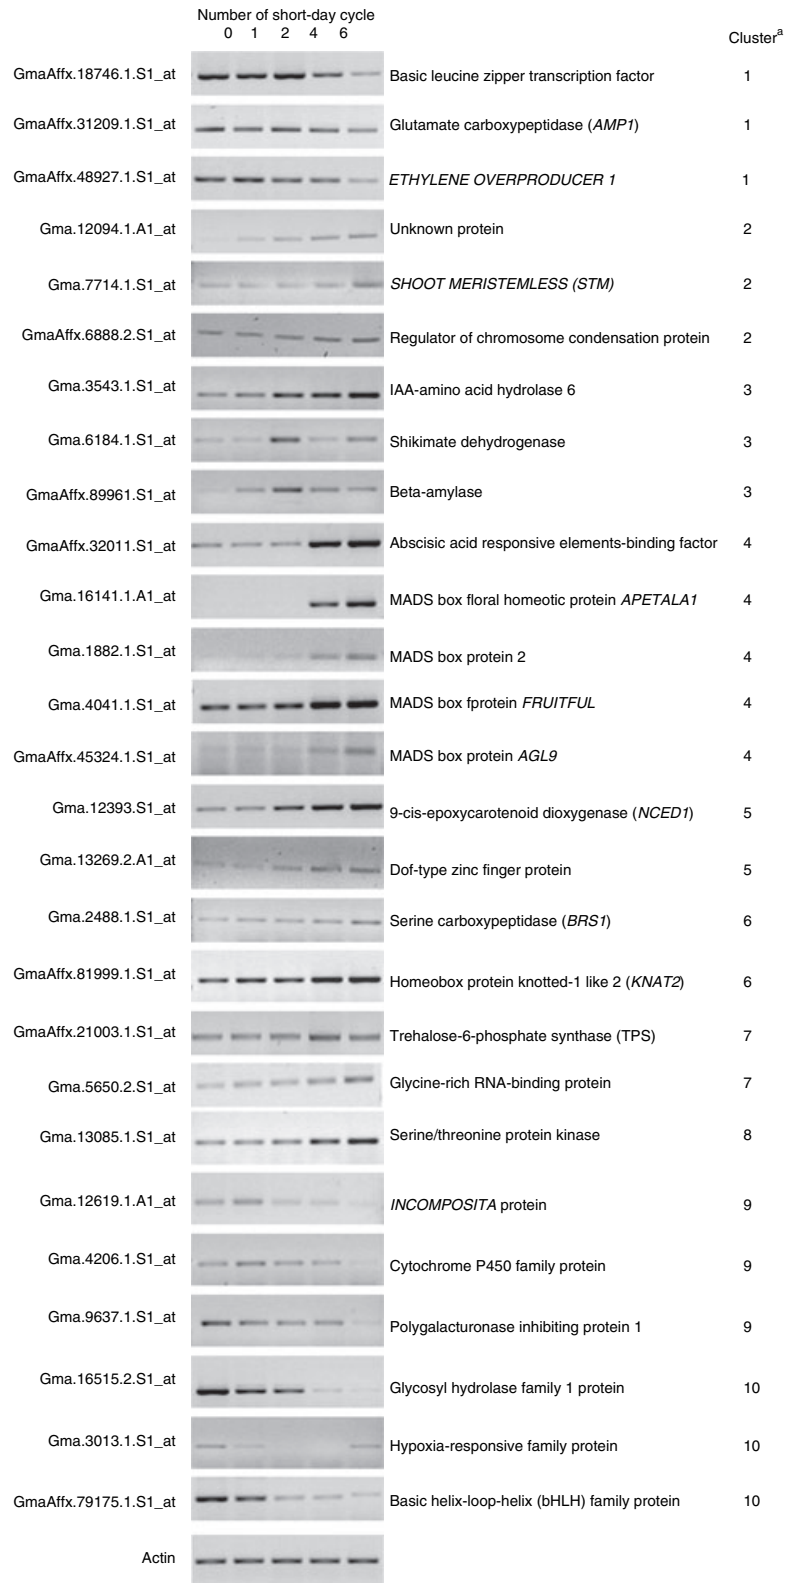 Number of short-day cycle
0 1 2 4 6
Cluster a
GmaAffx.18746.1.S1_at Basic leucine zipper transcription factor 1
GmaAffx.31209.1.S1_at Glutamate carboxypeptidase (AMP1) 1
GmaAffx.48927.1.S1_at ETHYLENE OVERPRODUCER 1 1
Gma.12094.1.A1_at Unknown protein 2
Gma.7714.1.S1_at SHOOT MERISTEMLESS (STM) 2
GmaAffx.6888.2.S1_at Regulator of chromosome condensation protein 2
Gma.3543.1.S1_at IAA-amino acid hydrolase 6 3
Gma.6184.1.S1_at Shikimate dehydrogenase 3
GmaAffx.89961.S1_at Beta-amylase 3
GmaAffx.32011.S1_at Abscisic acid responsive elements-binding factor 4
Gma.16141.1.A1_at MADS box floral homeotic protein APETALA1 4
Gma.1882.1.S1_at MADS box protein 2 4
Gma.4041.1.S1_at MADS box fprotein FRUITFUL 4
GmaAffx.45324.1.S1_at MADS box protein AGL9 4
Gma.12393.S1_at 9-cis-epoxycarotenoid dioxygenase (NCED1) 5
Gma.13269.2.A1_at Dof-type zinc finger protein 5
Gma.2488.1.S1_at Serine carboxypeptidase (BRS1) 6
GmaAffx.81999.1.S1_at Homeobox protein knotted-1 like 2 (KNAT2) 6
GmaAffx.21003.1.S1_at Trehalose-6-phosphate synthase (TPS) 7
Gma.5650.2.S1_at Glycine-rich RNA-binding protein 7
Gma.13085.1.S1_at Serine/threonine protein kinase 8
Gma.12619.1.A1_at INCOMPOSITA protein 9
Gma.4206.1.S1_at Cytochrome P450 family protein 9
Gma.9637.1.S1_at Polygalacturonase inhibiting protein 1 9
Gma.16515.2.S1_at Glycosyl hydrolase family 1 protein 10
Gma.3013.1.S1_at Hypoxia-responsive family protein 10
GmaAffx.79175.1.S1_at Basic helix-loop-helix (bHLH) family protein 10
Actin